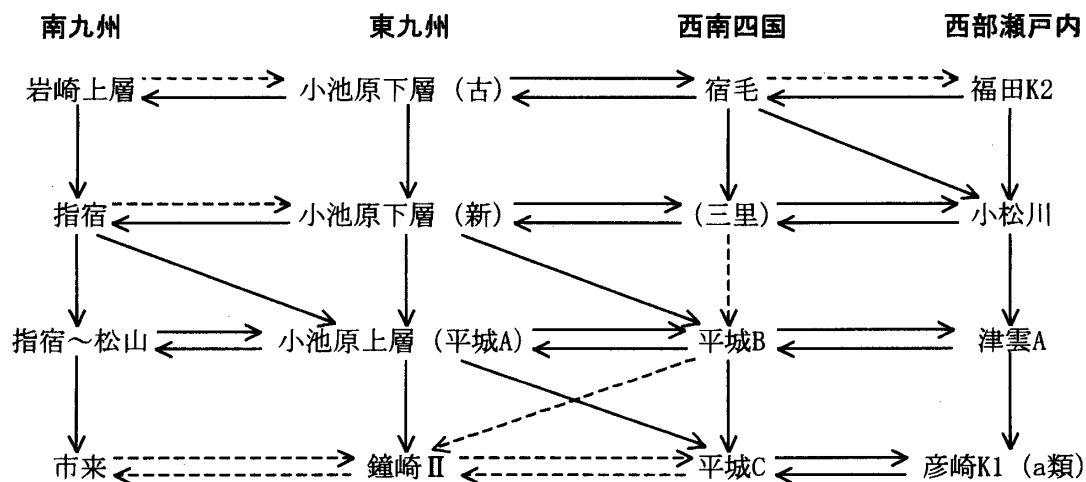 南九州 東九州 西南四国 西部瀬戸内
岩崎上層 小池原下層（古） 宿毛 福田K2
指宿 小池原下層（新） （三里） 小松川
指宿～松山 小池原上層（平城A） 平城B 津雲A
市来 鐘崎Ⅱ 平城C 彦崎K1（a類）